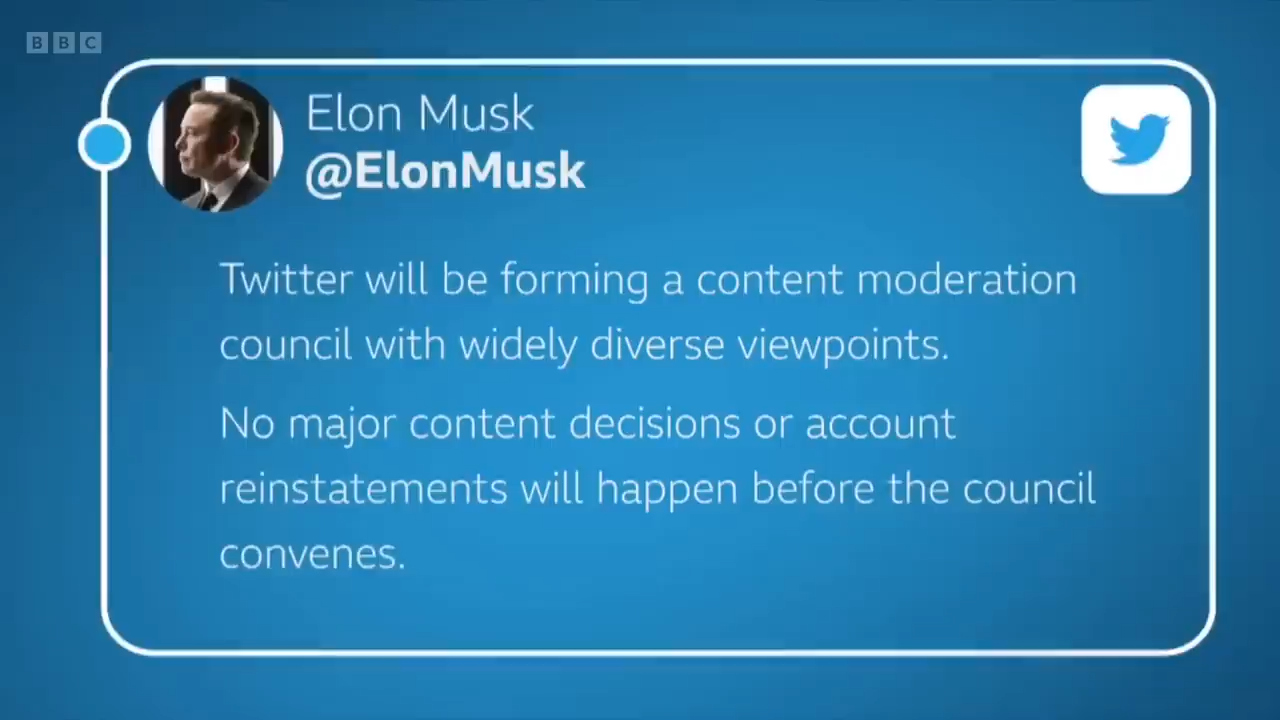 BBC
Elon Musk
@ElonMusk
Twitter will be forming a content moderation
council with widely diverse viewpoints.
No major content decisions or account
reinstatements will happen before the council
convenes.